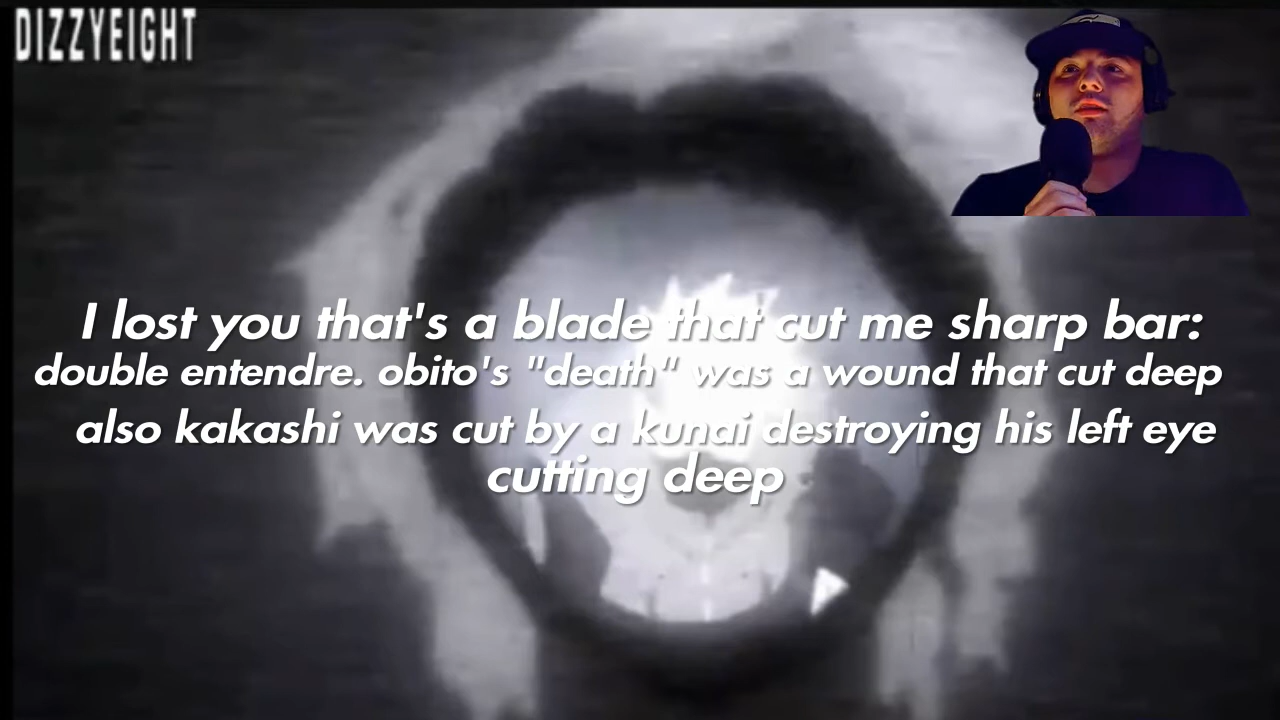 DIZZYEIGHT
I lost you that's a blade that cut me sharp bar:
double entendre. obito's "death" was a wound that cut deep
also kakashi was cut by a kunai destroying his left eye
cutting deep